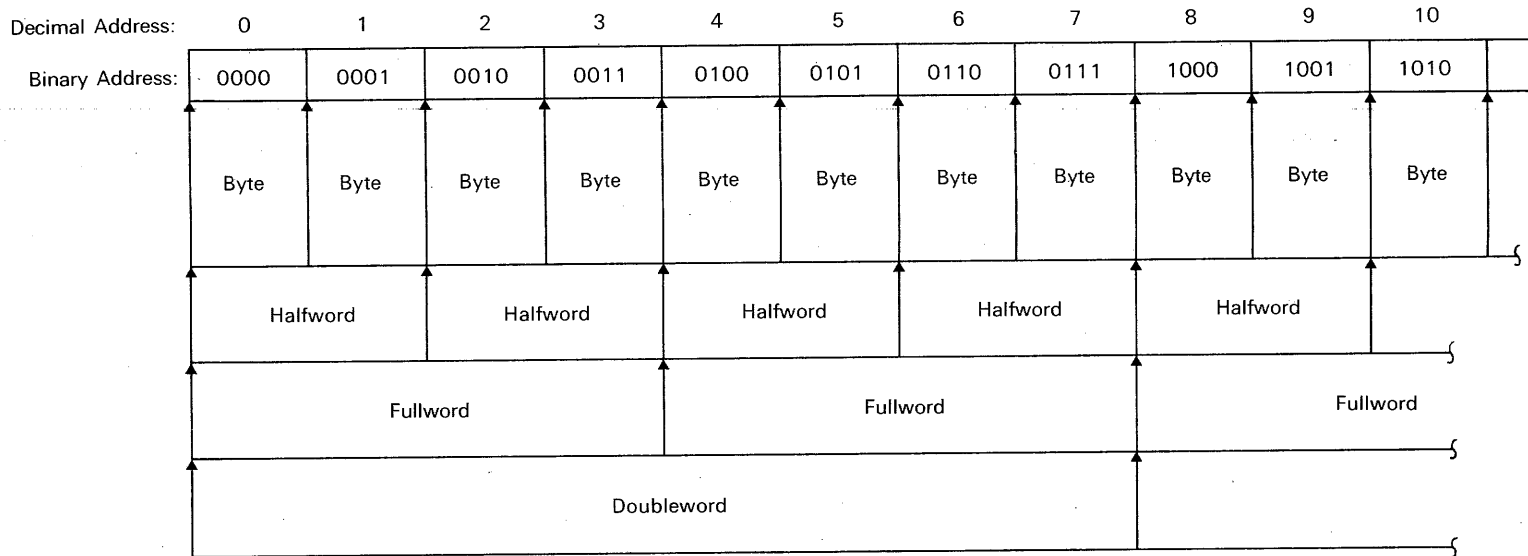 Decimal Address: 0 1 2 3 4 5 6 7 8 9 10
Binary Address: 0000 0001 0010 0011 0100 0101 0110 0111 1000 1001 1010
Byte Byte Byte Byte Byte Byte Byte Byte Byte Byte Byte
Halfword Halfword Halfword Halfword Halfword
Fullword Fullword Fullword
Doubleword